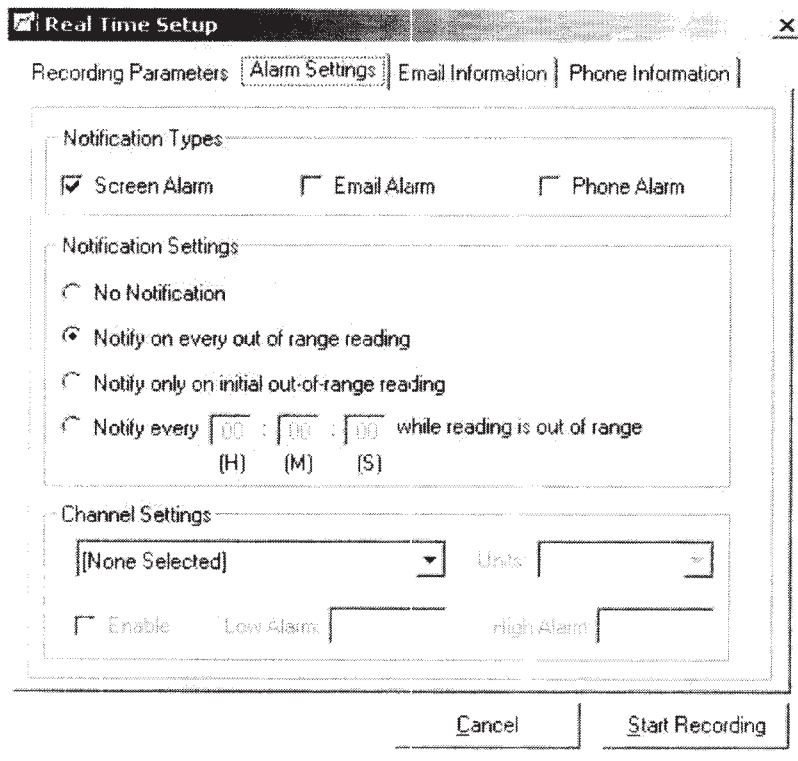 Real Time Setup
Recording Parameters Alarm Settings Email Information Phone Information
Notification Types
Screen Alarm Email Alarm Phone Alarm
Notification Settings
No Notification
Notify on every out of range reading
Notify only on initial out-of-range reading
Notify every 00 : 00 : 00 while reading is out of range
(H) (M) (S)
Channel Settings
[None Selected] Units:
Enable Low Alarm: High Alarm:
Cancel Start Recording